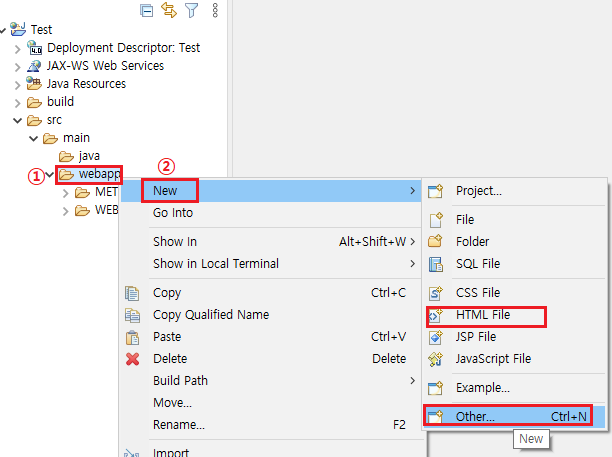 Test
Deployment Descriptor: Test
JAX-WS Web Services
Java Resources
build
src
main
java
① webapp
MET
WEB
②
New
Go Into
Show In Alt+Shift+W
Show in Local Terminal
Copy Ctrl+C
Copy Qualified Name
Paste Ctrl+V
Delete Delete
Build Path
Move...
Rename... F2
Import
Project...
File
Folder
SQL File
CSS File
HTML File
JSP File
JavaScript File
Example...
Other... Ctrl+N
New